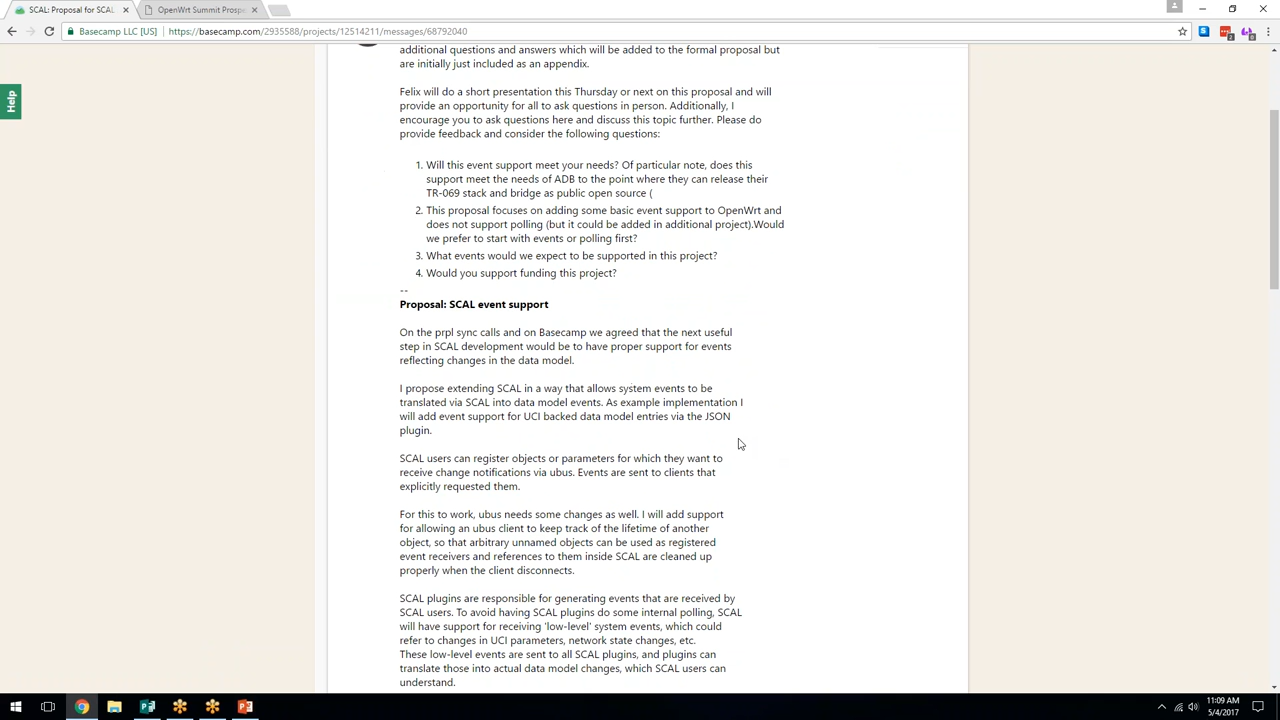 SCAL: Proposal for SCAL:
OpenWrt Summit Prosp
Basecamp LLC [US]
https://basecamp.com/2935588/projects/12514211/messages/68792040
Help
additional questions and answers which will be added to the formal proposal but
are initially just included as an appendix.
Felix will do a short presentation this Thursday or next on this proposal and will
provide an opportunity for all to ask questions in person. Additionally, I
encourage you to ask questions here and discuss this topic further. Please do
provide feedback and consider the following questions:
1. Will this event support meet your needs? Of particular note, does this
support meet the needs of ADB to the point where they can release their
TR-069 stack and bridge as public open source (
2. This proposal focuses on adding some basic event support to OpenWrt and
does not support polling (but it could be added in additional project).Would
we prefer to start with events or polling first?
3. What events would we expect to be supported in this project?
4. Would you support funding this project?
--
Proposal: SCAL event support
On the prpl sync calls and on Basecamp we agreed that the next useful
step in SCAL development would be to have proper support for events
reflecting changes in the data model.
I propose extending SCAL in a way that allows system events to be
translated via SCAL into data model events. As example implementation I
will add event support for UCI backed data model entries via the JSON
plugin.
SCAL users can register objects or parameters for which they want to
receive change notifications via ubus. Events are sent to clients that
explicitly requested them.
For this to work, ubus needs some changes as well. I will add support
for allowing an ubus client to keep track of the lifetime of another
object, so that arbitrary unnamed objects can be used as registered
event receivers and references to them inside SCAL are cleaned up
properly when the client disconnects.
SCAL plugins are responsible for generating events that are received by
SCAL users. To avoid having SCAL plugins do some internal polling, SCAL
will have support for receiving 'low-level' system events, which could
refer to changes in UCI parameters, network state changes, etc.
These low-level events are sent to all SCAL plugins, and plugins can
translate those into actual data model changes, which SCAL users can
understand.
11:09 AM
5/4/2017